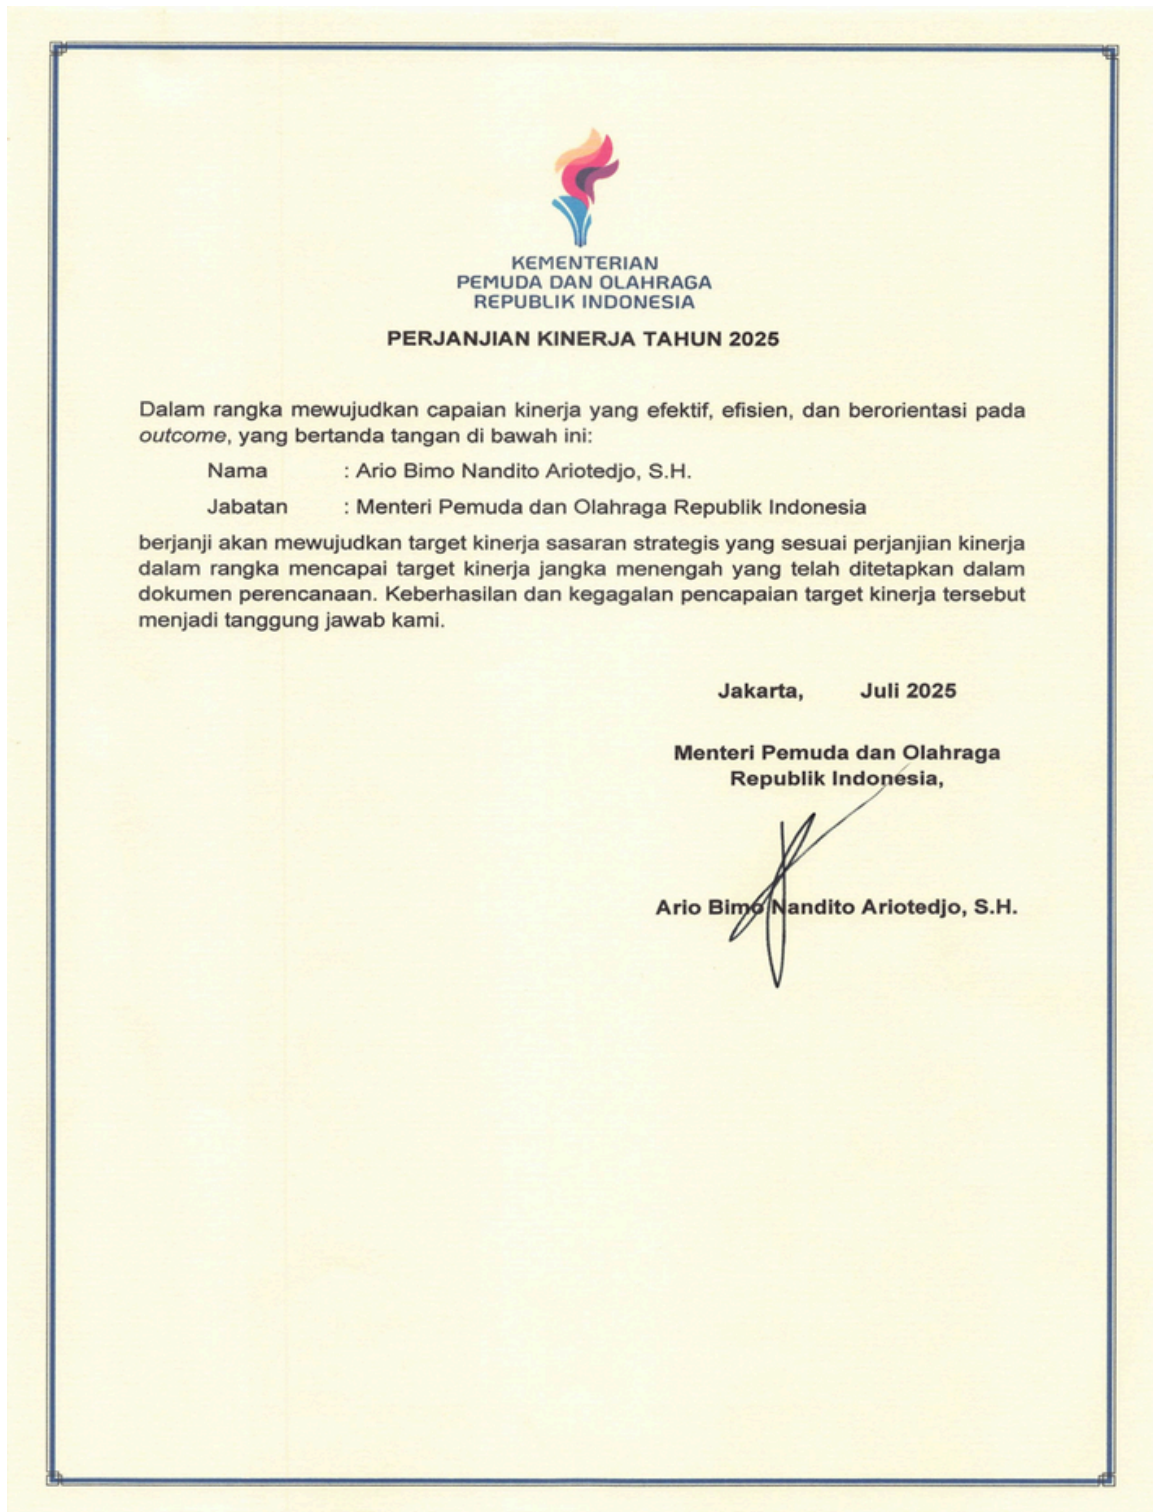 KEMENTERIAN
PEMUDA DAN OLAHRAGA
REPUBLIK INDONESIA
PERJANJIAN KINERJA TAHUN 2025
Dalam rangka mewujudkan capaian kinerja yang efektif, efisien, dan berorientasi pada
outcome, yang bertanda tangan di bawah ini:
Nama : Ario Bimo Nandito Ariotedjo, S.H.
Jabatan : Menteri Pemuda dan Olahraga Republik Indonesia
berjanji akan mewujudkan target kinerja sasaran strategis yang sesuai perjanjian kinerja
dalam rangka mencapai target kinerja jangka menengah yang telah ditetapkan dalam
dokumen perencanaan. Keberhasilan dan kegagalan pencapaian target kinerja tersebut
menjadi tanggung jawab kami.
Jakarta, Juli 2025
Menteri Pemuda dan Olahraga
Republik Indonesia,
Ario Bimo Nandito Ariotedjo, S.H.